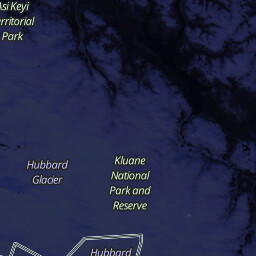 Asi Keyi
Territorial
Park
Kluane
National
Park and
Reserve
Hubbard
Glacier
Hubbard